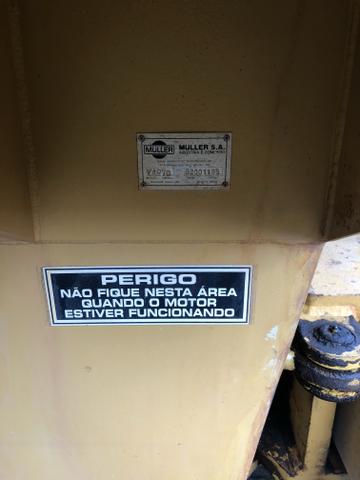 MULLER
MULLER S.A.
INDÚSTRIA E COMÉRCIO
PERIGO
NÃO FIQUE NESTA ÁREA
QUANDO O MOTOR
ESTIVER FUNCIONANDO